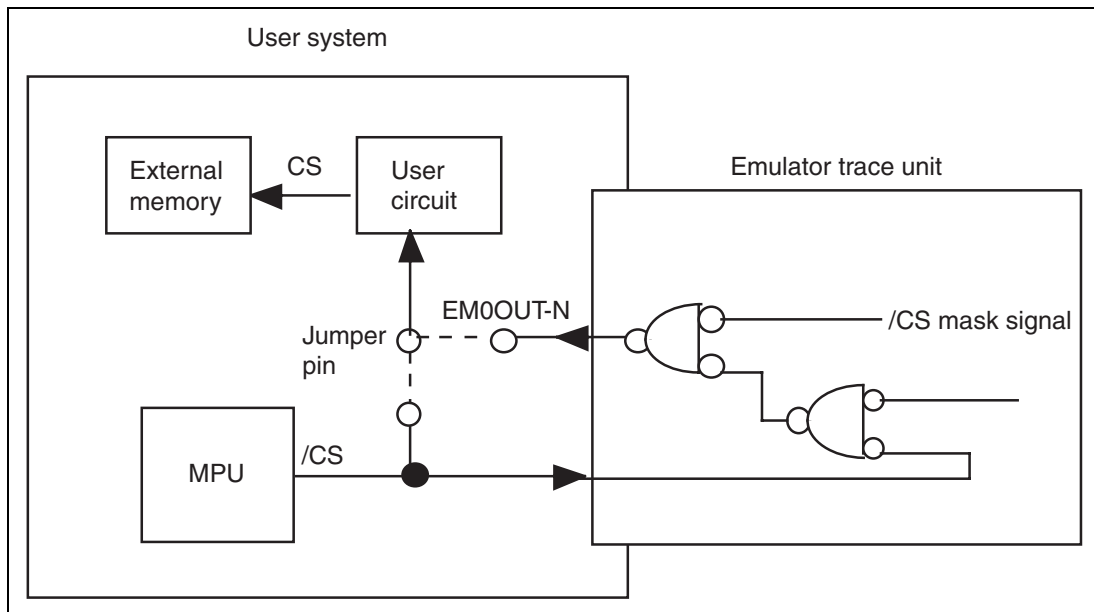 User system
External
memory
CS
User
circuit
Emulator trace unit
EM0OUT-N
Jumper
pin
/CS mask signal
MPU
/CS